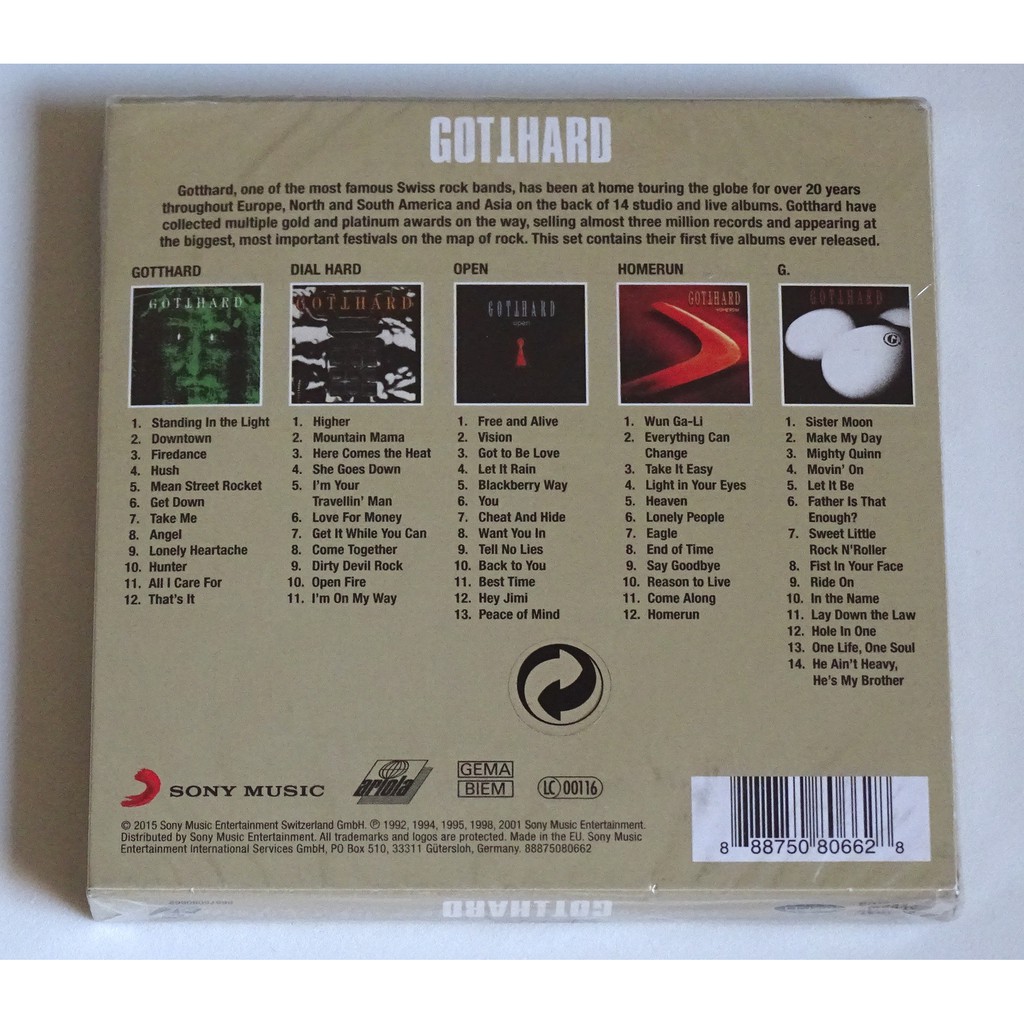 GOTTHARD
Gotthard, one of the most famous Swiss rock bands, has been at home touring the globe for over 20 years
throughout Europe, North and South America and Asia on the back of 14 studio and live albums. Gotthard have
collected multiple gold and platinum awards on the way, selling almost three million records and appearing at
the biggest, most important festivals on the map of rock. This set contains their first five albums ever released.
GOTTHARD
GOTTHARD
1. Standing In the Light
2. Downtown
3. Firedance
4. Hush
5. Mean Street Rocket
6. Get Down
7. Take Me
8. Angel
9. Lonely Heartache
10. Hunter
11. All I Care For
12. That's It
DIAL HARD
GOTTHARD
1. Higher
2. Mountain Mama
3. Here Comes the Heat
4. She Goes Down
5. I'm Your
Travellin' Man
6. Love For Money
7. Get It While You Can
8. Come Together
9. Dirty Devil Rock
10. Open Fire
11. I'm On My Way
OPEN
GOTTHARD
OPEN
1. Free and Alive
2. Vision
3. Got to Be Love
4. Let It Rain
5. Blackberry Way
6. You
7. Cheat And Hide
8. Want You In
9. Tell No Lies
10. Back to You
11. Best Time
12. Hey Jimi
13. Peace of Mind
HOMERUN
GOTTHARD
HOMERUN
1. Wun Ga-Li
2. Everything Can
Change
3. Take It Easy
4. Light in Your Eyes
5. Heaven
6. Lonely People
7. Eagle
8. End of Time
9. Say Goodbye
10. Reason to Live
11. Come Along
12. Homerun
G.
GOTTHARD
G
1. Sister Moon
2. Make My Day
3. Mighty Quinn
4. Movin' On
5. Let It Be
6. Father Is That
Enough?
7. Sweet Little
Rock N'Roller
8. Fist In Your Face
9. Ride On
10. In the Name
11. Lay Down the Law
12. Hole In One
13. One Life, One Soul
14. He Ain't Heavy,
He's My Brother
SONY MUSIC
ariola
GEMA
BIEM
LC 00116
© 2015 Sony Music Entertainment Switzerland GmbH. ℗ 1992, 1994, 1995, 1998, 2001 Sony Music Entertainment.
Distributed by Sony Music Entertainment. All trademarks and logos are protected. Made in the EU. Sony Music
Entertainment International Services GmbH, PO Box 510, 33311 Gütersloh, Germany. 88875080662
8 88750 80662 8
GOTTHARD